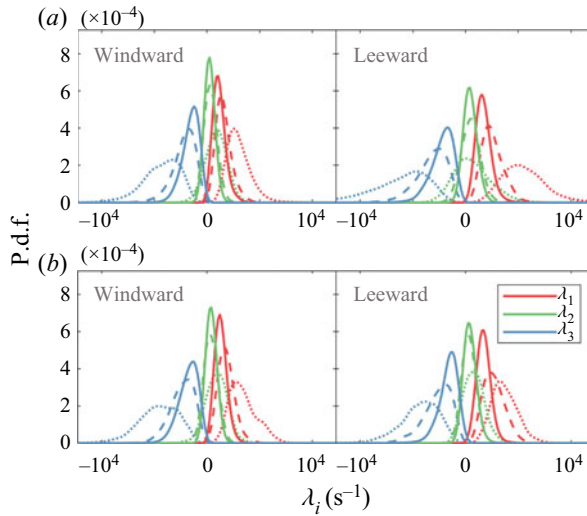 (a) (×10⁻⁴)
Windward Leeward
8
6
4
2
0
–10⁴ 0 10⁴ –10⁴ 0 10⁴
P.d.f.
(b) (×10⁻⁴)
Windward Leeward
λ₁
λ₂
λ₃
8
6
4
2
0
–10⁴ 0 10⁴ –10⁴ 0 10⁴
λᵢ (s⁻¹)